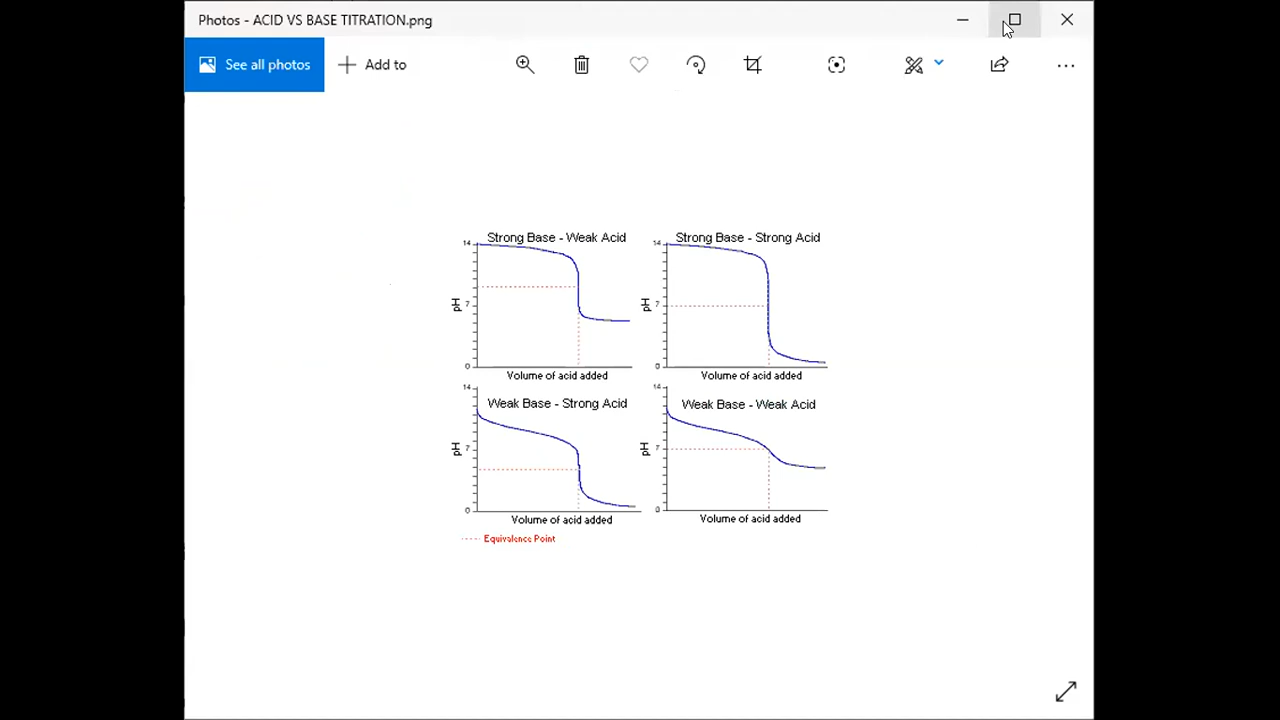 Photos - ACID VS BASE TITRATION.png
See all photos
Add to
Strong Base - Weak Acid
14
pH
7
0
Volume of acid added
Strong Base - Strong Acid
14
pH
7
0
Volume of acid added
Weak Base - Strong Acid
14
pH
7
0
Volume of acid added
Weak Base - Weak Acid
14
pH
7
0
Volume of acid added
Equivalence Point